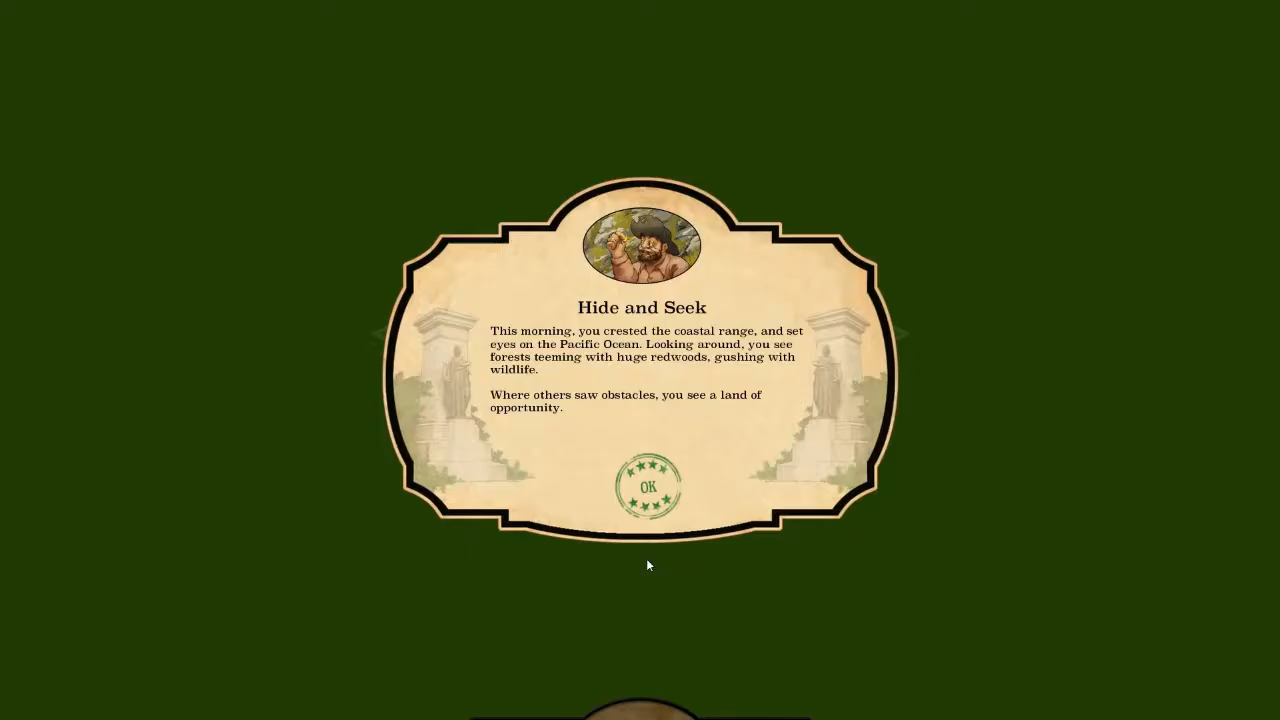 Hide and Seek
This morning, you crested the coastal range, and set
eyes on the Pacific Ocean. Looking around, you see
forests teeming with huge redwoods, gushing with
wildlife.
Where others saw obstacles, you see a land of
opportunity.
OK